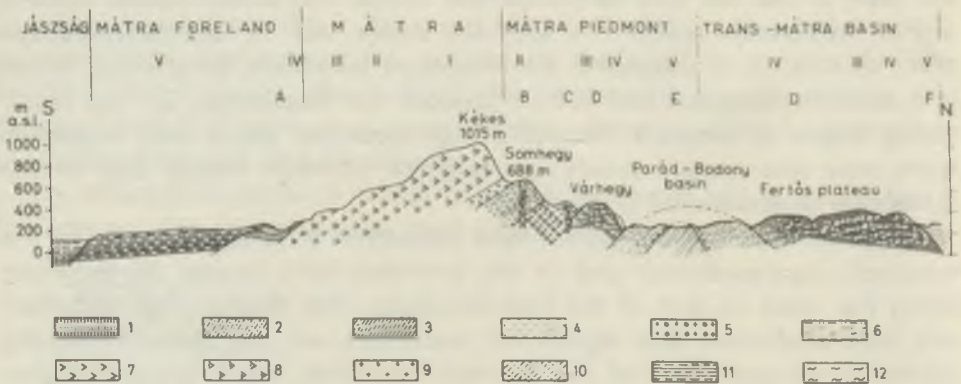 JÁSZSÁG MÁTRA FORELAND M Á T R A MÁTRA PIEDMONT TRANS-MÁTRA BASIN
V IV III II I II III IV V IV III IV V
A B C D E D F
m S N
a.s.l.
Kékes
1015 m
1000
Somhegy
688 m
800
600
Várhegy
Parád-Bodony
basin
Fertős plateau
400
200
0
1 2 3 4 5 6
7 8 9 10 11 12